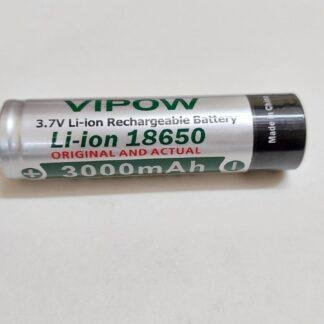 VIPOW
3.7V Li-ion Rechargeable Battery
Li-ion 18650
ORIGINAL AND ACTUAL
+ 3000mAh -
Made in China